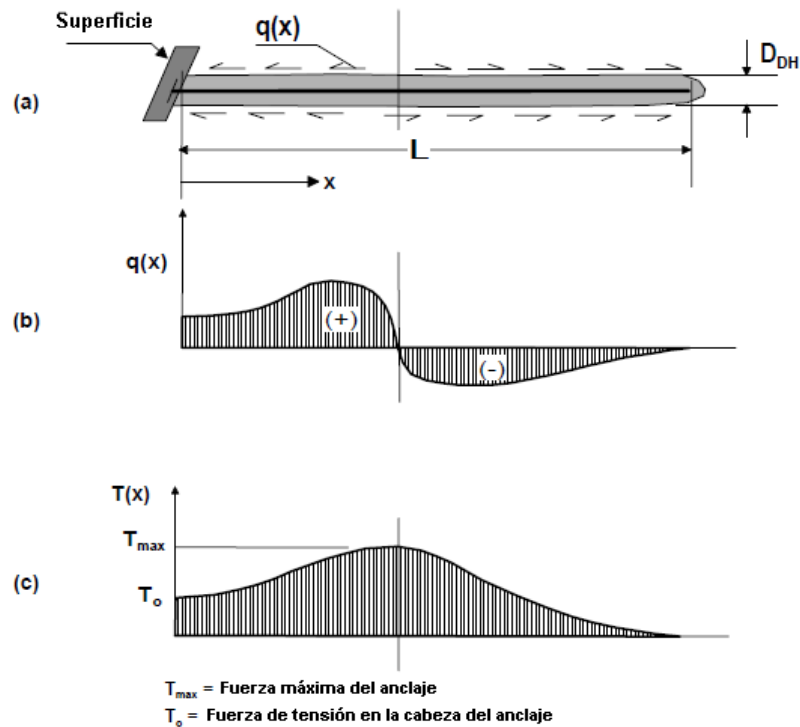 Superficie
q(x)
D_DH
(a)
L
x
q(x)
(b)
(+)
(-)
T(x)
T_max
(c)
T_o
T_max = Fuerza máxima del anclaje
T_o = Fuerza de tensión en la cabeza del anclaje